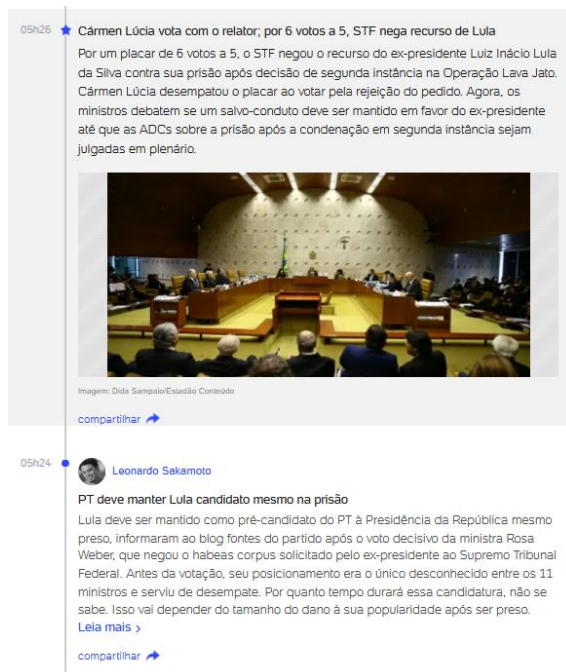 05h26
Cármen Lúcia vota com o relator; por 6 votos a 5, STF nega recurso de Lula
Por um placar de 6 votos a 5, o STF negou o recurso do ex-presidente Luiz Inácio Lula
da Silva contra sua prisão após decisão de segunda instância na Operação Lava Jato.
Cármen Lúcia desempatou o placar ao votar pela rejeição do pedido. Agora, os
ministros debatem se um salvo-conduto deve ser mantido em favor do ex-presidente
até que as ADCs sobre a prisão após a condenação em segunda instância sejam
julgadas em plenário.
Imagem: Dida Sampaio/Estadão Conteúdo
compartilhar
05h24
Leonardo Sakamoto
PT deve manter Lula candidato mesmo na prisão
Lula deve ser mantido como pré-candidato do PT à Presidência da República mesmo
preso, informaram ao blog fontes do partido após o voto decisivo da ministra Rosa
Weber, que negou o habeas corpus solicitado pelo ex-presidente ao Supremo Tribunal
Federal. Antes da votação, seu posicionamento era o único desconhecido entre os 11
ministros e serviu de desempate. Por quanto tempo durará essa candidatura, não se
sabe. Isso vai depender do tamanho do dano à sua popularidade após ser preso.
Leia mais >
compartilhar